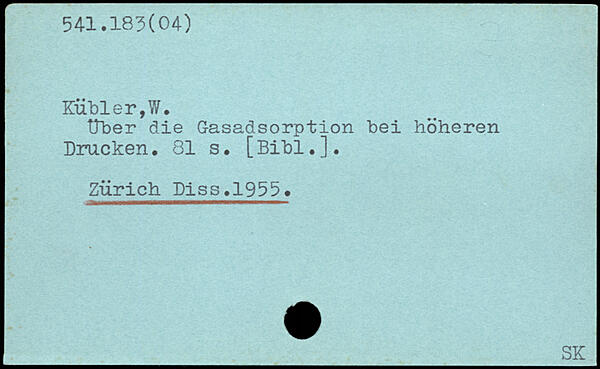 541.183(04)
Kübler,W.
Über die Gasadsorption bei höheren
Drucken. 81 s. [Bibl.].
Zürich Diss.1955.
SK